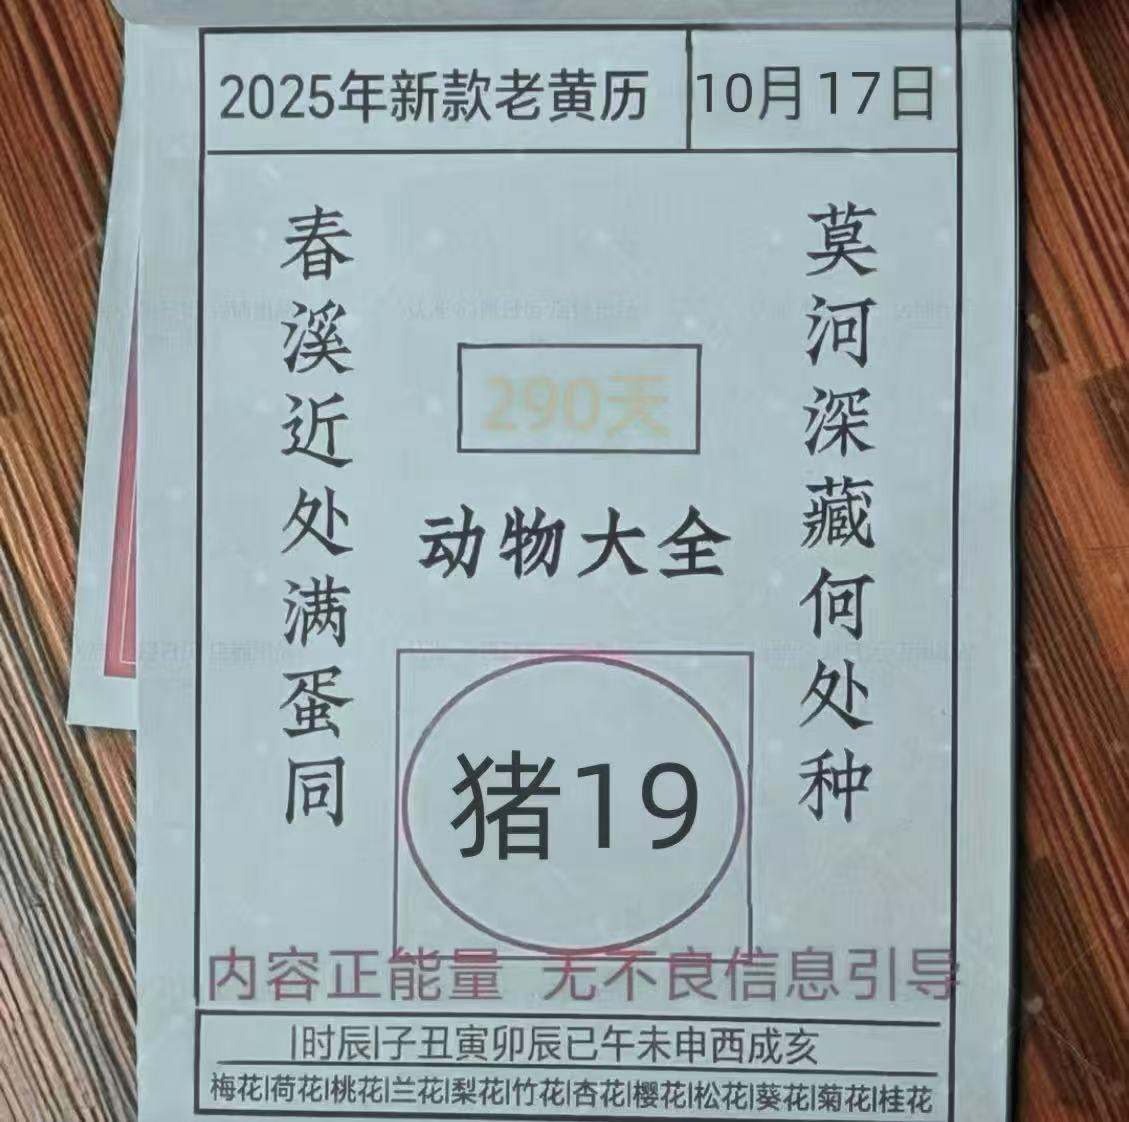 2025年新款老黄历
10月17日
莫河深藏何处种
春溪近处满蛋同
290天
动物大全
猪19
内容正能量 无不良信息引导
|时辰|子丑寅卯辰已午未申西成亥
梅花|荷花|桃花|兰花|梨花|竹花|杏花|樱花|松花|葵花|菊花|桂花